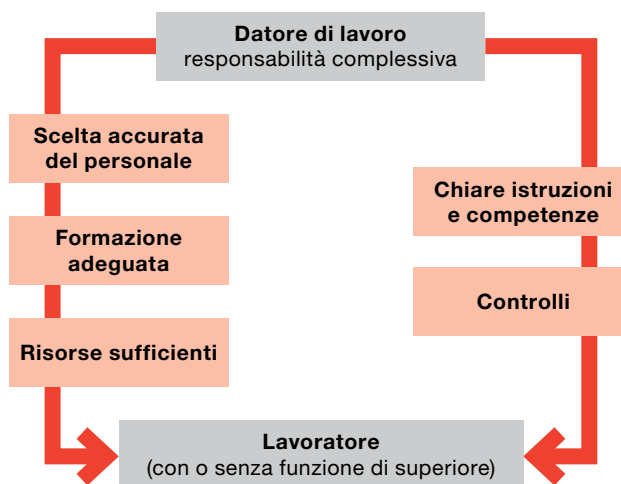 Datore di lavoro
responsabilità complessiva
Scelta accurata
del personale
Formazione
adeguata
Risorse sufficienti
Chiare istruzioni
e competenze
Controlli
Lavoratore
(con o senza funzione di superiore)